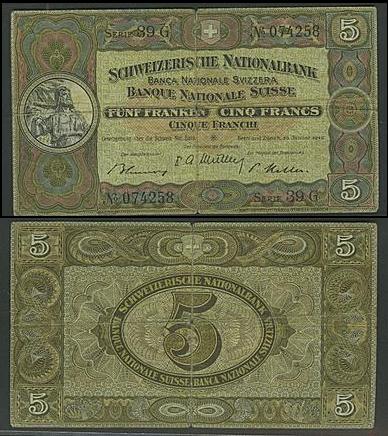 5
SERIE 39 G
№ 074258
SCHWEIZERISCHE NATIONALBANK
BANCA NAZIONALE SVIZZERA
BANQUE NATIONALE SUISSE
FÜNF FRANKEN CINQ FRANCS
CINQUE FRANCHI
№ 074258
SERIE 39 G
5
5
5
SCHWEIZERISCHE NATIONALBANK
5
BANQUE NATIONALE SUISSE BANCA NAZIONALE SVIZZERA
5
5